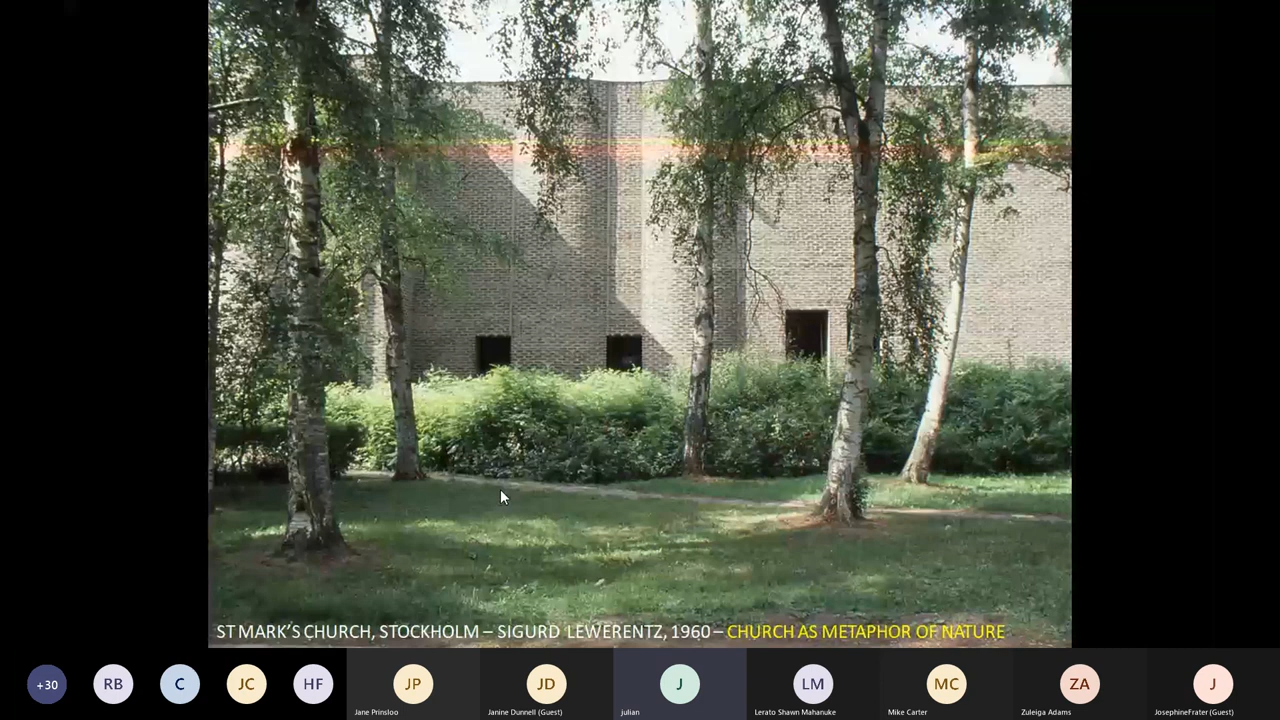 ST MARK'S CHURCH, STOCKHOLM – SIGURD LEWERENTZ, 1960 – CHURCH AS METAPHOR OF NATURE
+30
RB
C
JC
HF
JP
JD
J
LM
MC
ZA
J
Jane Prinsloo
Janine Dunnell (Guest)
julian
Lerato Shawn Mahanuke
Mike Carter
Zuleiga Adams
JosephineFrater (Guest)